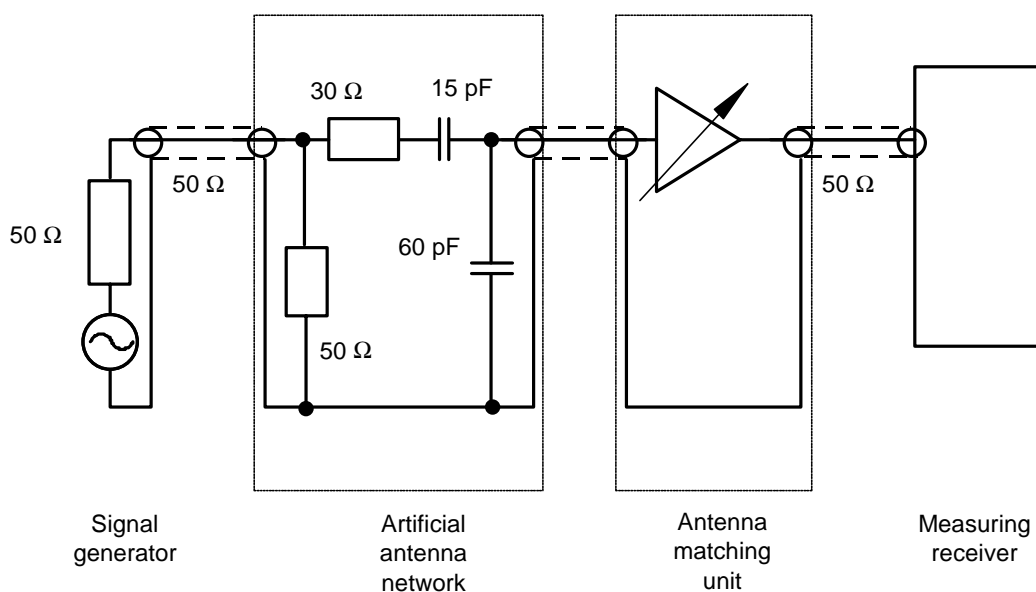 30 Ω
15 pF
50 Ω
50 Ω
50 Ω
60 pF
50 Ω
Signal
generator
Artificial
antenna
network
Antenna
matching
unit
Measuring
receiver